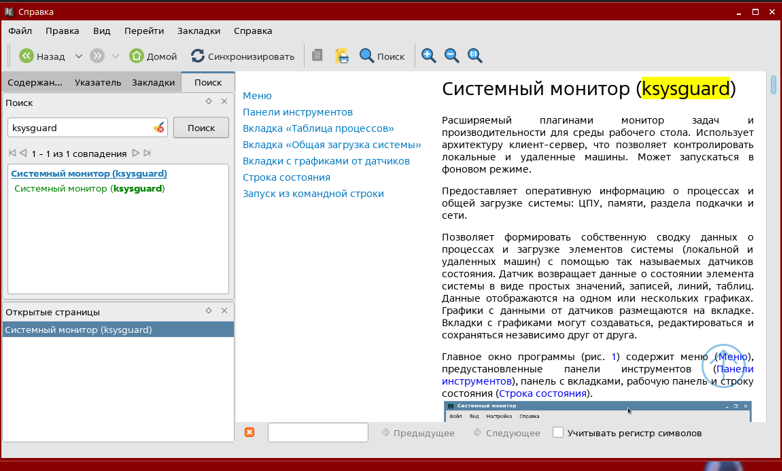 Справка
Файл Правка Вид Перейти Закладки Справка
Назад Домой Синхронизировать Поиск
Содержан... Указатель Закладки Поиск
Поиск
ksysguard Поиск
1 - 1 из 1 совпадения
Системный монитор (ksysguard)
Системный монитор (ksysguard)
Открытые страницы
Системный монитор (ksysguard)
Меню
Панели инструментов
Вкладка «Таблица процессов»
Вкладка «Общая загрузка системы»
Вкладки с графиками от датчиков
Строка состояния
Запуск из командной строки
Системный монитор (ksysguard)
Расширяемый плагинами монитор задач и
производительности для среды рабочего стола. Использует
архитектуру клиент-сервер, что позволяет контролировать
локальные и удаленные машины. Может запускаться в
фоновом режиме.
Предоставляет оперативную информацию о процессах и
общей загрузке системы: ЦПУ, памяти, раздела подкачки и
сети.
Позволяет формировать собственную сводку данных о
процессах и загрузке элементов системы (локальной и
удаленных машин) с помощью так называемых датчиков
состояния. Датчик возвращает данные о состоянии элемента
системы в виде простых значений, записей, линий, таблиц.
Данные отображаются на одном или нескольких графиках.
Графики с данными от датчиков размещаются на вкладке.
Вкладки с графиками могут создаваться, редактироваться и
сохраняться независимо друг от друга.
Главное окно программы (рис. 1) содержит меню (Меню),
предустановленные панели инструментов (Панели
инструментов), панель с вкладками, рабочую панель и строку
состояния (Строка состояния).
Системный монитор
Файл Вид Настройка Справка
Предыдущее Следующее Учитывать регистр символов